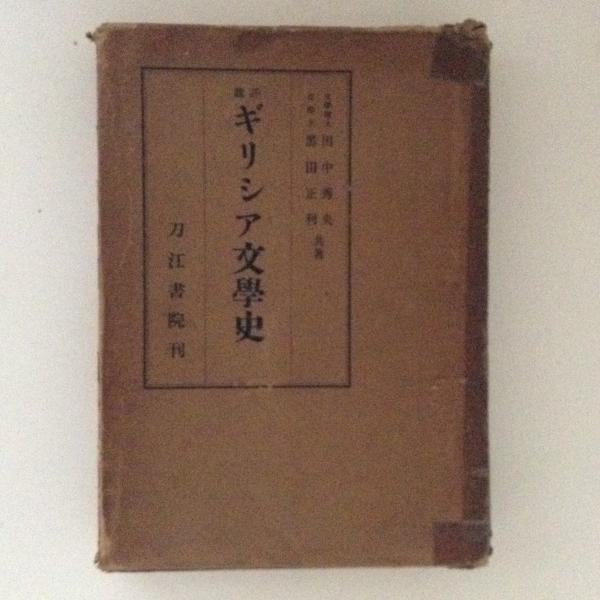 田中秀央
黒田正利 共著
ギリシア文學史
刀江書院刊